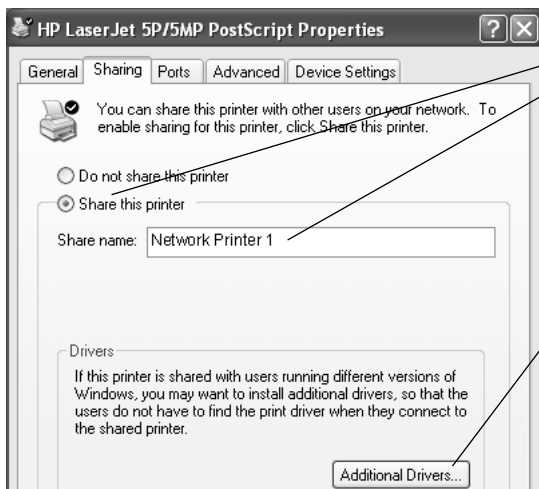 HP LaserJet 5P/5MP PostScript Properties
General Sharing Ports Advanced Device Settings
You can share this printer with other users on your network. To
enable sharing for this printer, click Share this printer.
Do not share this printer
Share this printer
Share name: Network Printer 1
Drivers
If this printer is shared with users running different versions of
Windows, you may want to install additional drivers, so that the
users do not have to find the print driver when they connect to
the shared printer.
Additional Drivers...